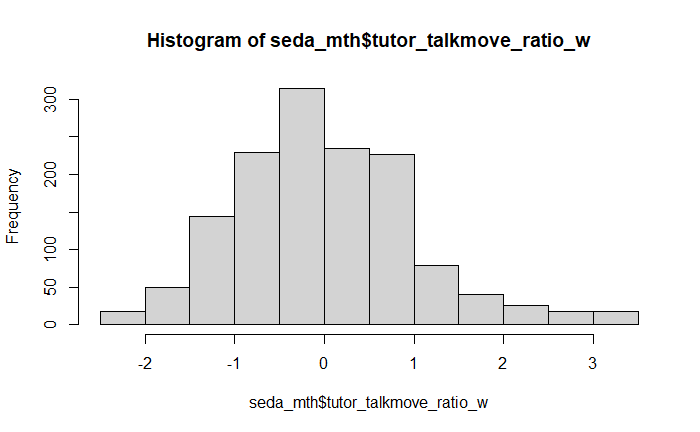 Histogram of seda_mth$tutor_talkmove_ratio_w
Frequency
300
200
100
50
0
-2 -1 0 1 2 3
seda_mth$tutor_talkmove_ratio_w